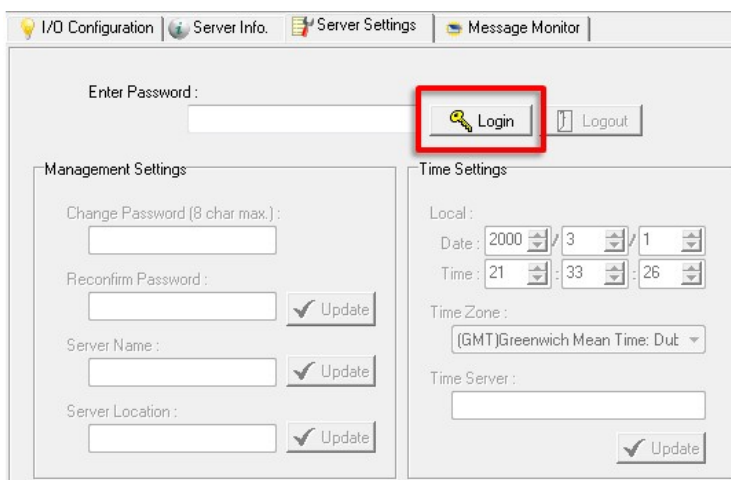 I/O Configuration Server Info. Server Settings Message Monitor
Enter Password :
Login Logout
Management Settings
Change Password (8 char max.) :
Reconfirm Password :
Update
Server Name :
Update
Server Location :
Update
Time Settings
Local :
Date : 2000 / 3 / 1
Time : 21 : 33 : 26
Time Zone :
(GMT)Greenwich Mean Time: Dub
Time Server :
Update